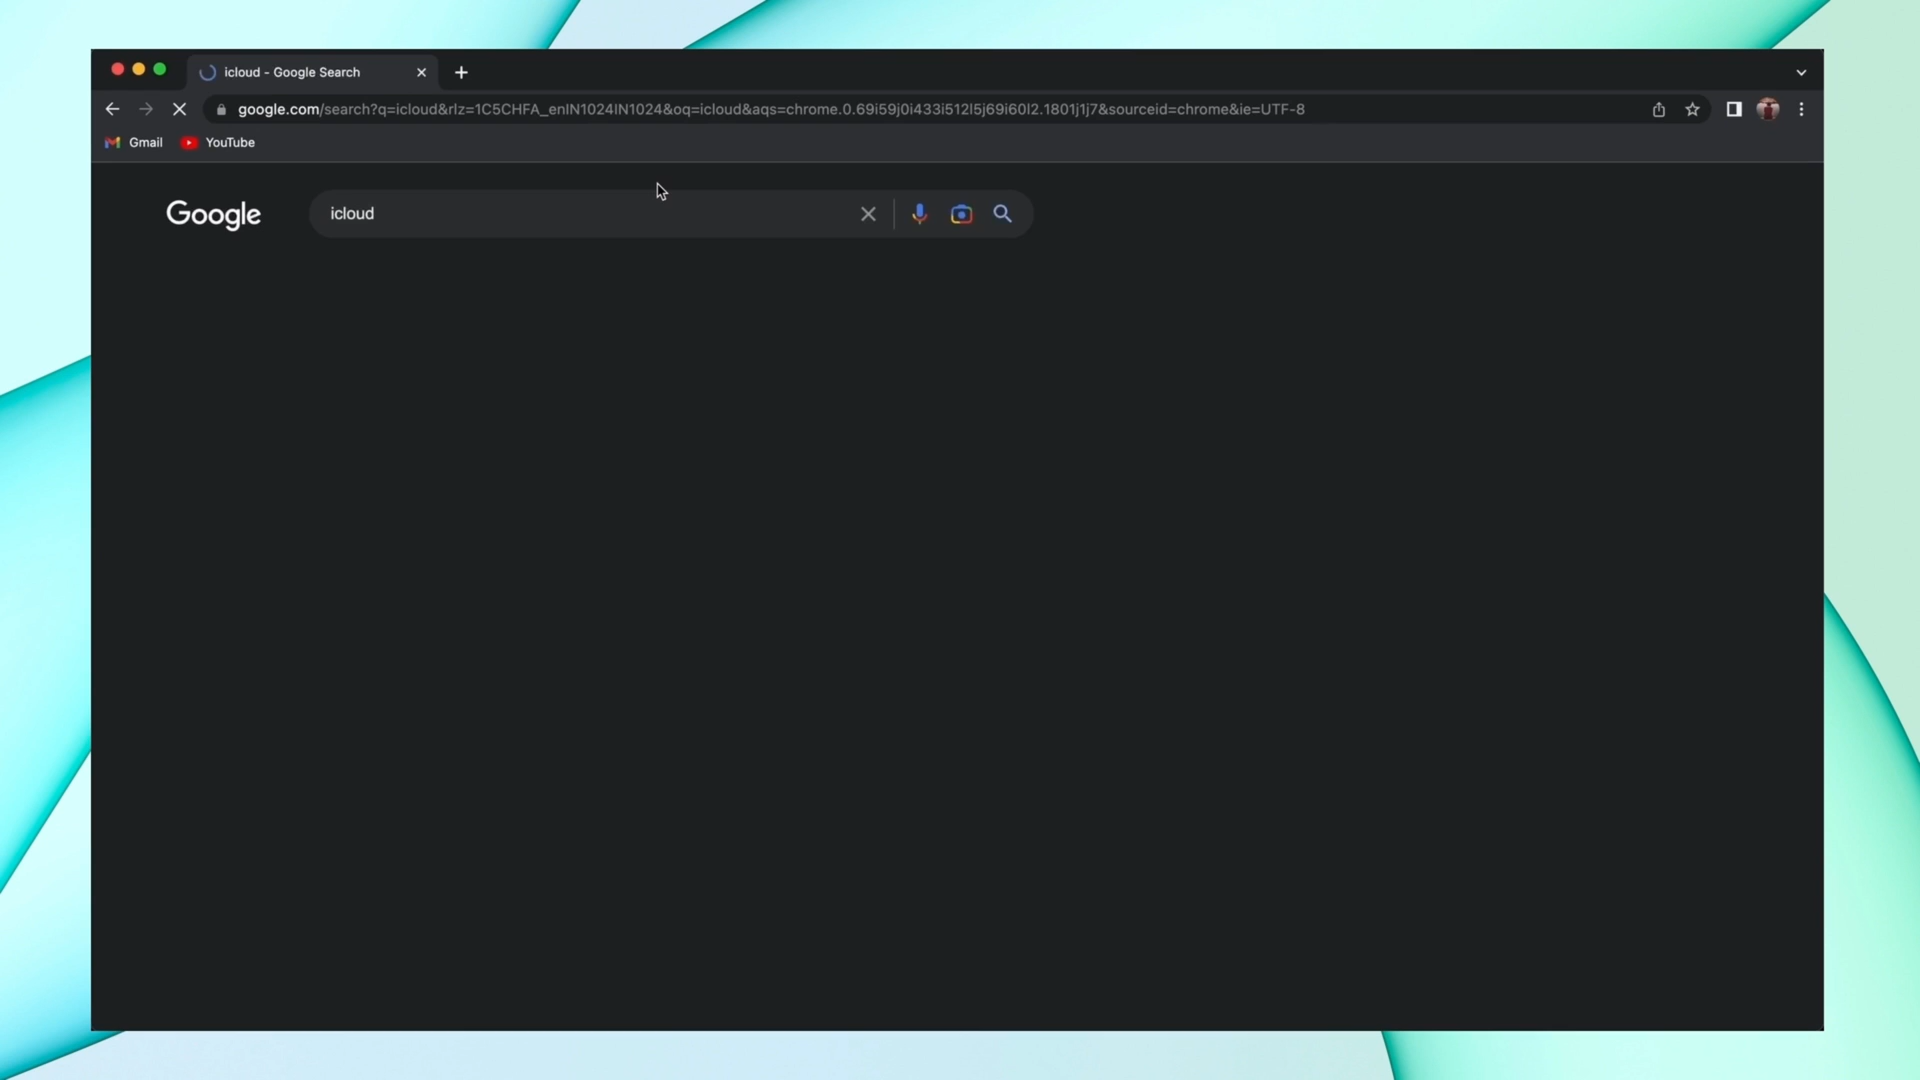 icloud - Google Search
google.com/search?q=icloud&rlz=1C5CHFA_enIN1024IN1024&oq=icloud&aqs=chrome.0.69i59j0i433i512l5j69i60l2.1801j1j7&sourceid=chrome&ie=UTF-8
Gmail YouTube
Google icloud